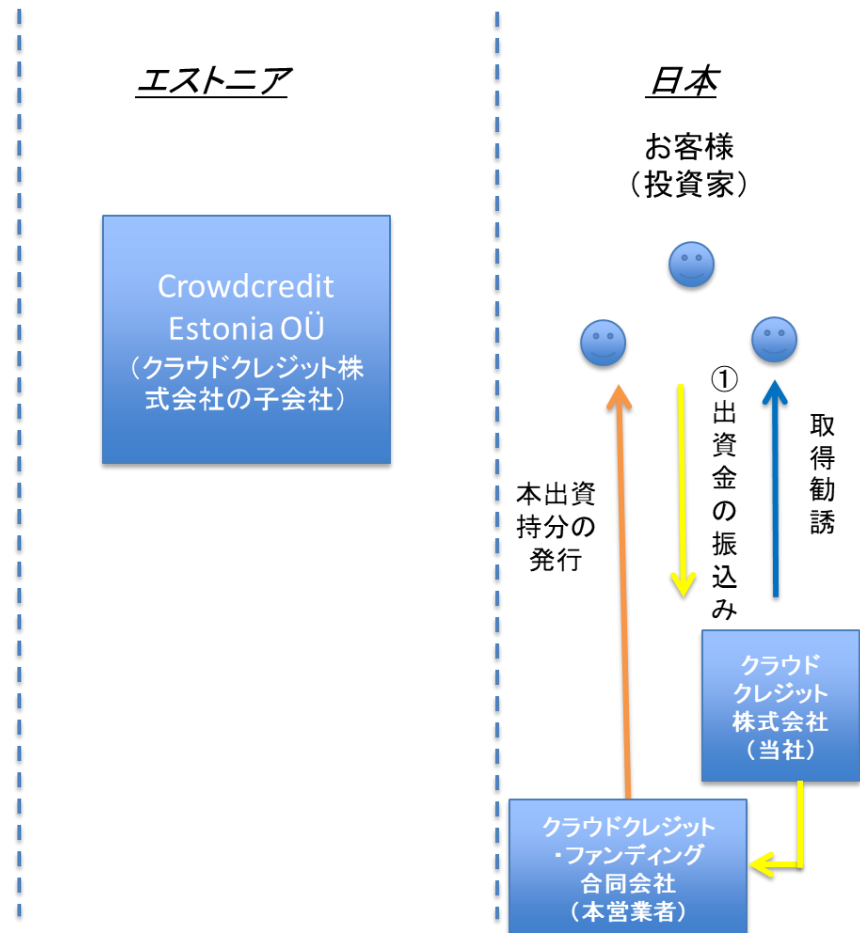 エストニア
日本
お客様
（投資家）
Crowdcredit
Estonia OÜ
（クラウドクレジット株
式会社の子会社）
本出資
持分の
発行
①出資金の振込み
取得勧誘
クラウド
クレジット
株式会社
（当社）
クラウドクレジット
・ファンディング
合同会社
（本営業者）